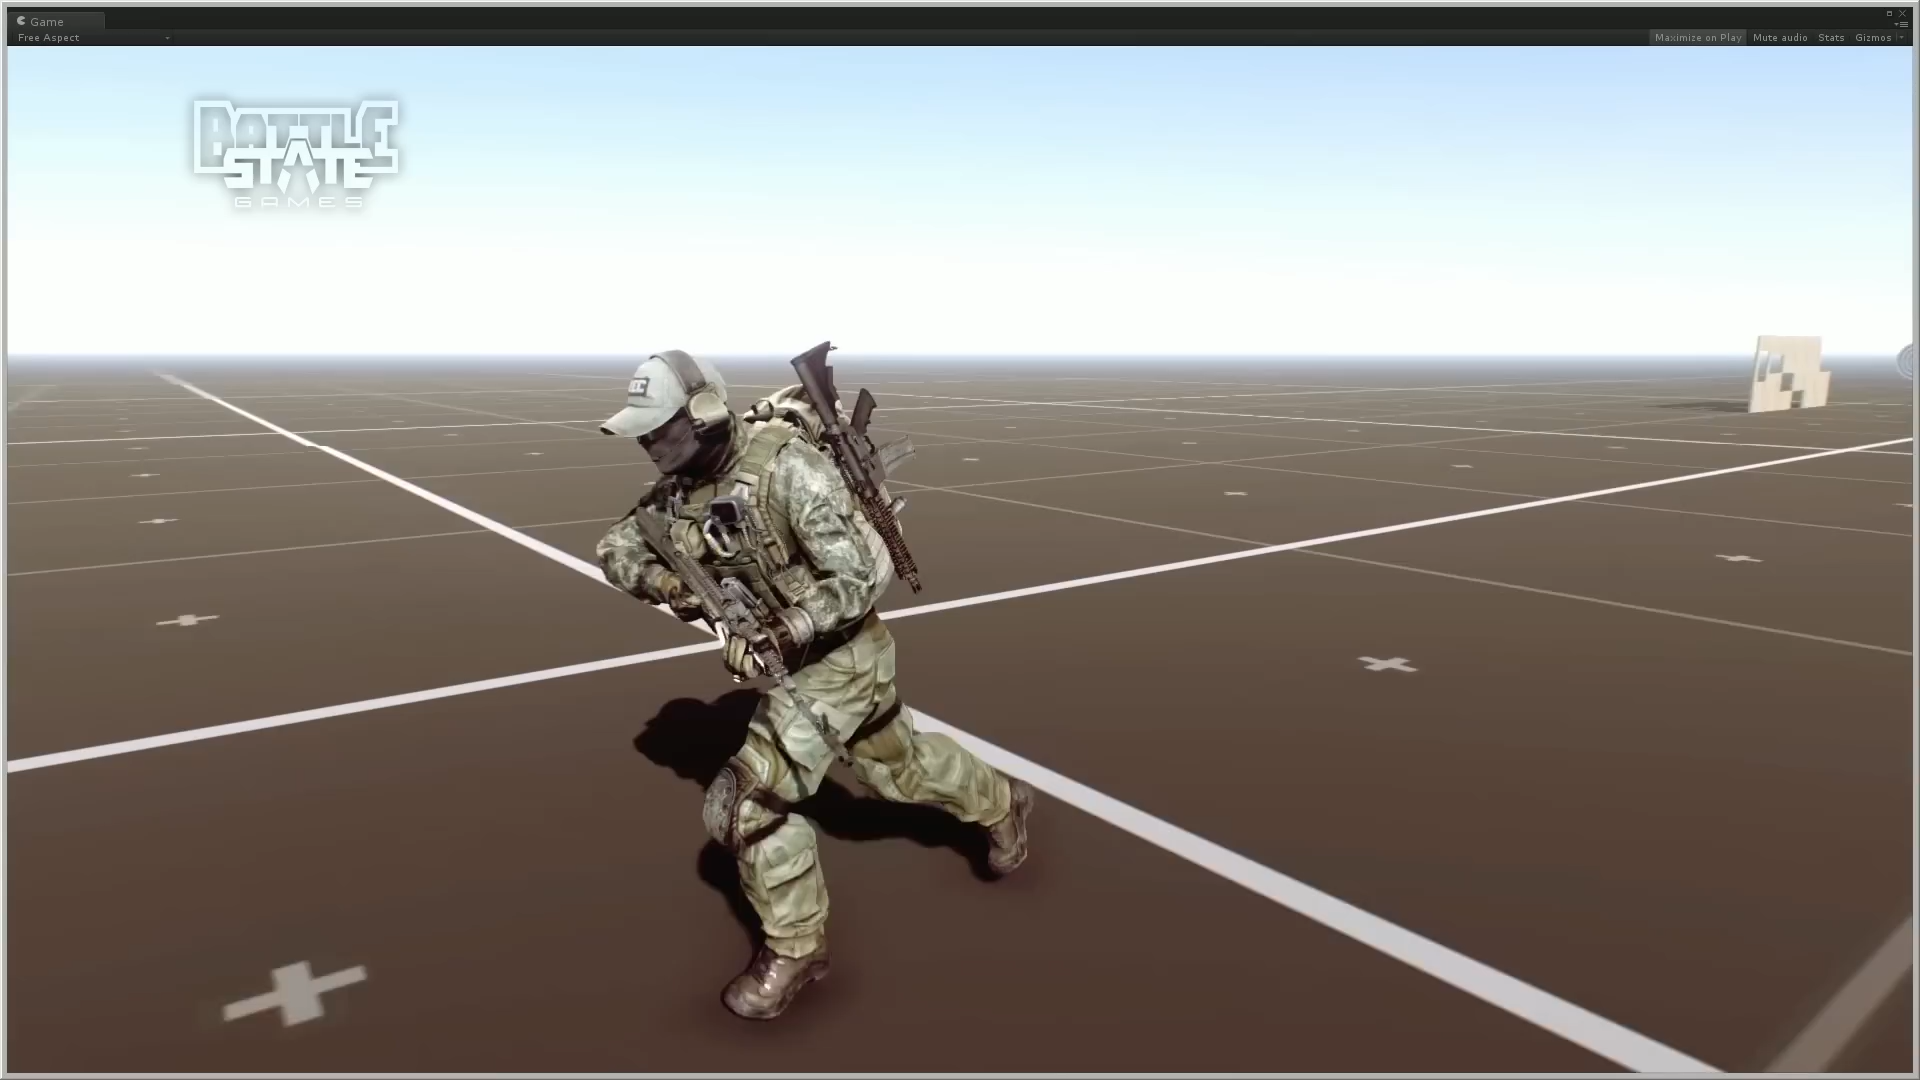 Game
Free Aspect
Maximize on Play Mute audio Stats Gizmos
BATTLE
STATE
GAMES